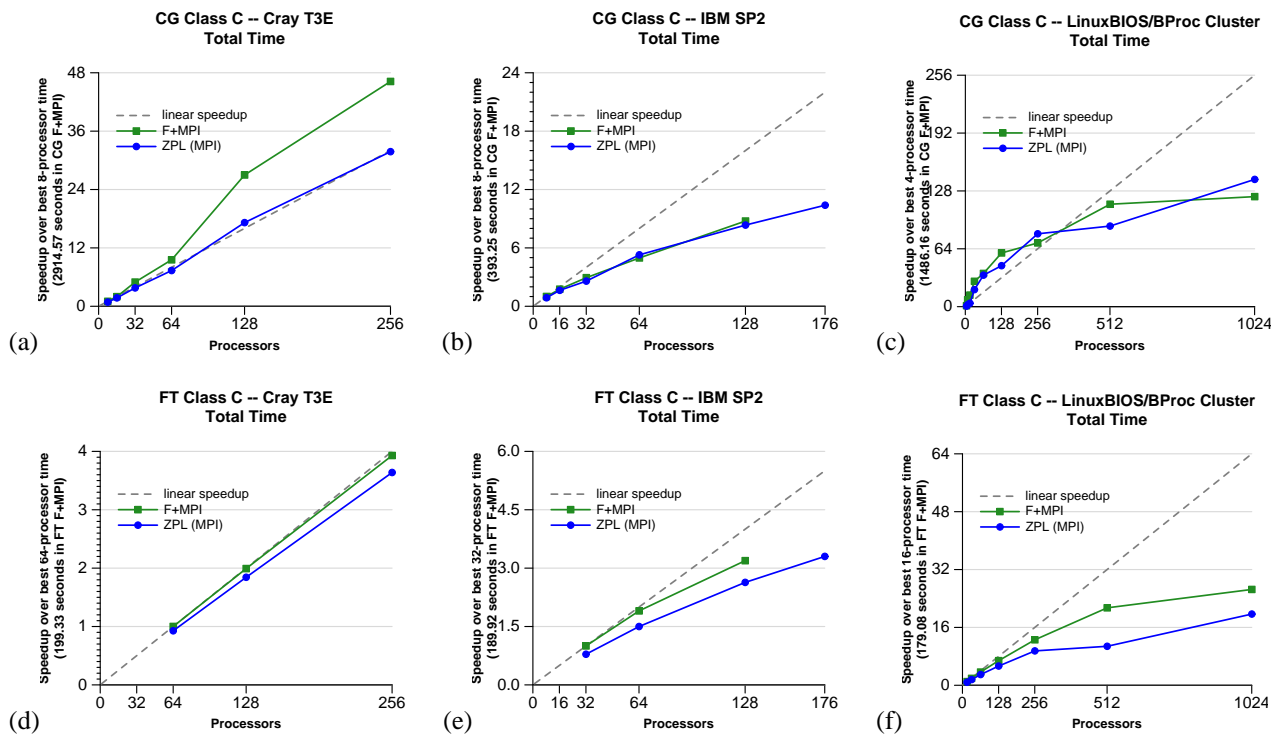 CG Class C -- Cray T3E
Total Time
Speedup over best 8-processor time
(2914.57 seconds in CG F+MPI)
48
36
24
12
0
linear speedup
F+MPI
ZPL (MPI)
0 32 64 128 256
Processors
(a)
CG Class C -- IBM SP2
Total Time
Speedup over best 8-processor time
(393.25 seconds in CG F+MPI)
24
18
12
6
0
linear speedup
F+MPI
ZPL (MPI)
0 16 32 64 128 176
Processors
(b)
CG Class C -- LinuxBIOS/BProc Cluster
Total Time
Speedup over best 4-processor time
(1486.16 seconds in CG F+MPI)
256
192
128
64
0
linear speedup
F+MPI
ZPL (MPI)
0 128 256 512 1024
Processors
(c)
FT Class C -- Cray T3E
Total Time
Speedup over best 64-processor time
(199.33 seconds in FT F+MPI)
4
3
2
1
0
linear speedup
F+MPI
ZPL (MPI)
0 32 64 128 256
Processors
(d)
FT Class C -- IBM SP2
Total Time
Speedup over best 32-processor time
(189.92 seconds in FT F+MPI)
6.0
4.5
3.0
1.5
0.0
linear speedup
F+MPI
ZPL (MPI)
0 16 32 64 128 176
Processors
(e)
FT Class C -- LinuxBIOS/BProc Cluster
Total Time
Speedup over best 16-processor time
(179.08 seconds in FT F+MPI)
64
48
32
16
0
linear speedup
F+MPI
ZPL (MPI)
0 128 256 512 1024
Processors
(f)